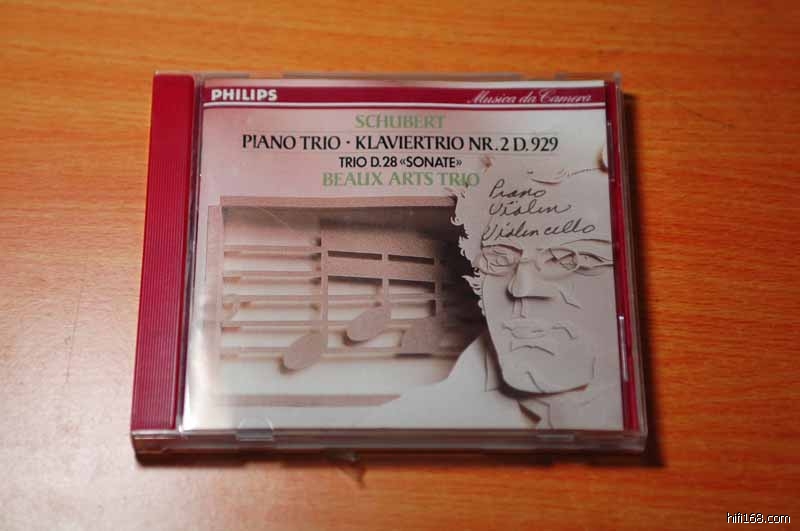 PHILIPS
Musica da Camera
SCHUBERT
PIANO TRIO · KLAVIERTRIO NR.2 D.929
TRIO D.28 «SONATE»
BEAUX ARTS TRIO
Piano
Violin
Violoncello
hifi168.com